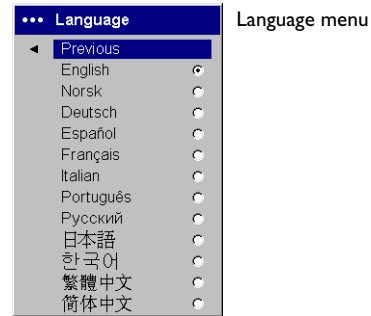 ••• Language
Language menu
Previous
English
Norsk
Deutsch
Español
Français
Italian
Português
Русский
日本語
한국어
繁體中文
简体中文